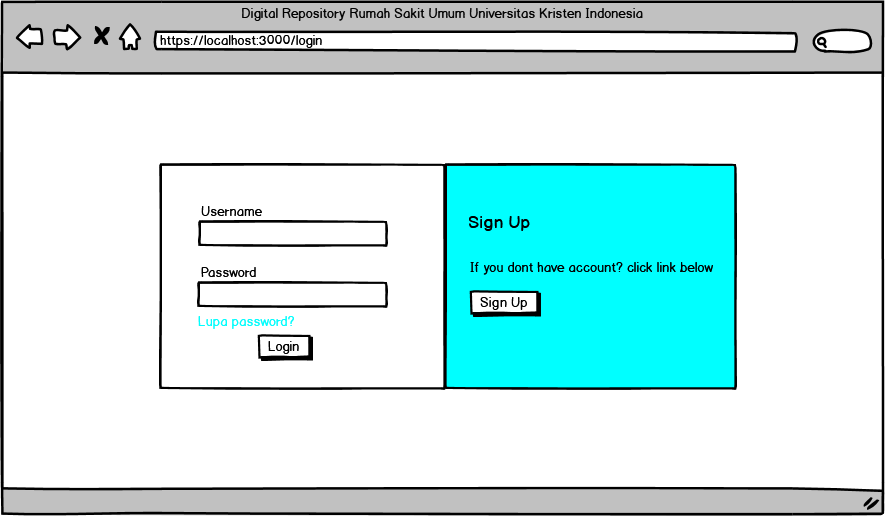 Digital Repository Rumah Sakit Umum Universitas Kristen Indonesia
https://localhost:3000/login
Username
Password
Lupa password?
Login
Sign Up
If you dont have account? click link below
Sign Up